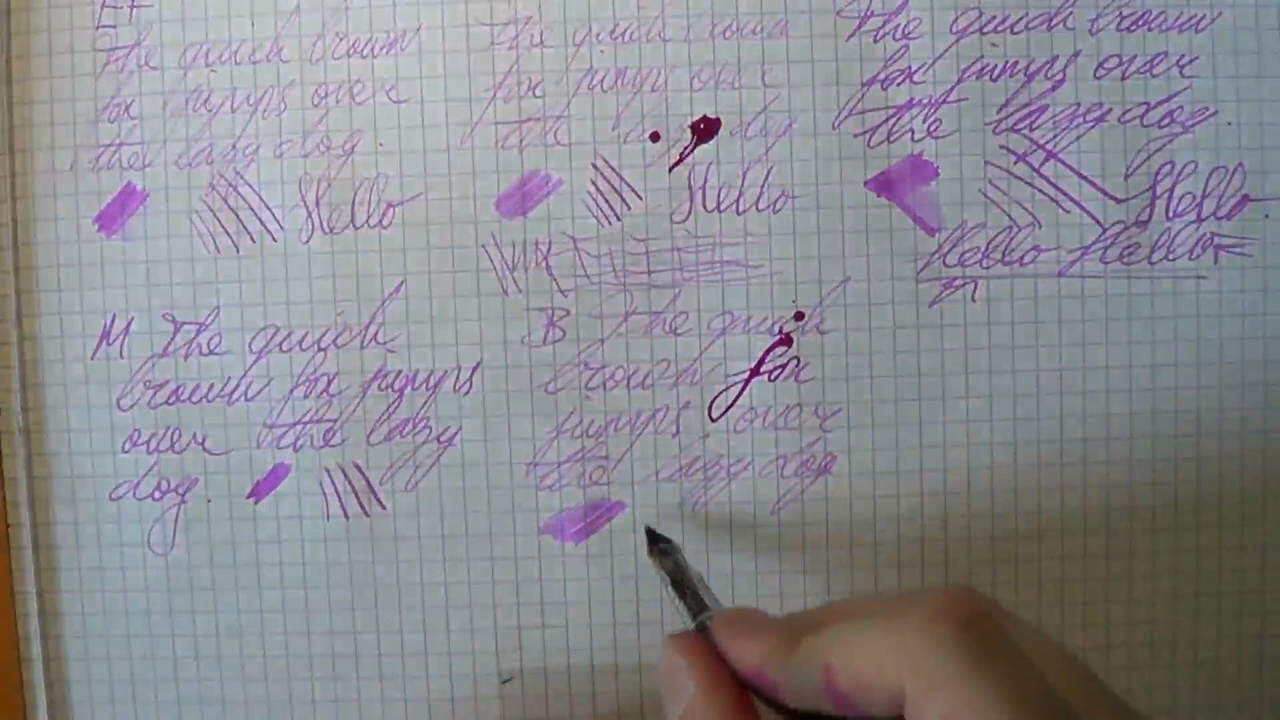 EF
The quick brown
fox jumps over
the lazy dog.
Hello
The quick brown
fox jumps over
the lazy dog
Hello
The quick brown
fox jumps over
the lazy dog.
Hello
Hello Hello
M The quick
brown fox jumps
over the lazy
dog.
B The quick
brown fox
jumps over
the lazy dog